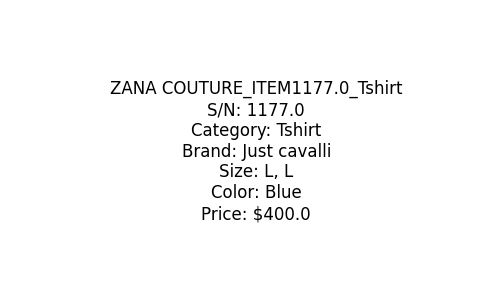 ZANA COUTURE_ITEM1177.0_Tshirt
S/N: 1177.0
Category: Tshirt
Brand: Just cavalli
Size: L, L
Color: Blue
Price: $400.0